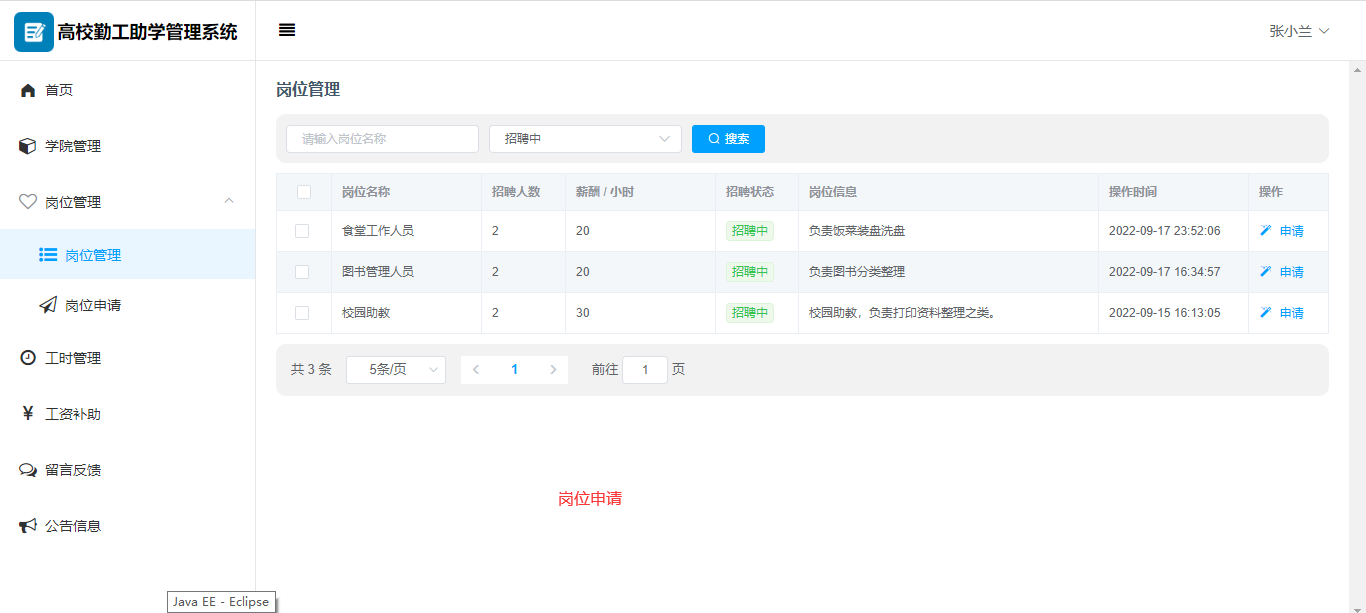 高校勤工助学管理系统
张小兰
首页
学院管理
岗位管理
岗位管理
岗位申请
工时管理
工资补助
留言反馈
公告信息
岗位管理
请输入岗位名称 招聘中 搜索
岗位名称 招聘人数 薪酬 / 小时 招聘状态 岗位信息 操作时间 操作
食堂工作人员 2 20 招聘中 负责饭菜装盘洗盘 2022-09-17 23:52:06 申请
图书管理人员 2 20 招聘中 负责图书分类整理 2022-09-17 16:34:57 申请
校园助教 2 30 招聘中 校园助教，负责打印资料整理之类。 2022-09-15 16:13:05 申请
共 3 条 5条/页 1 前往 1 页
岗位申请
Java EE - Eclipse